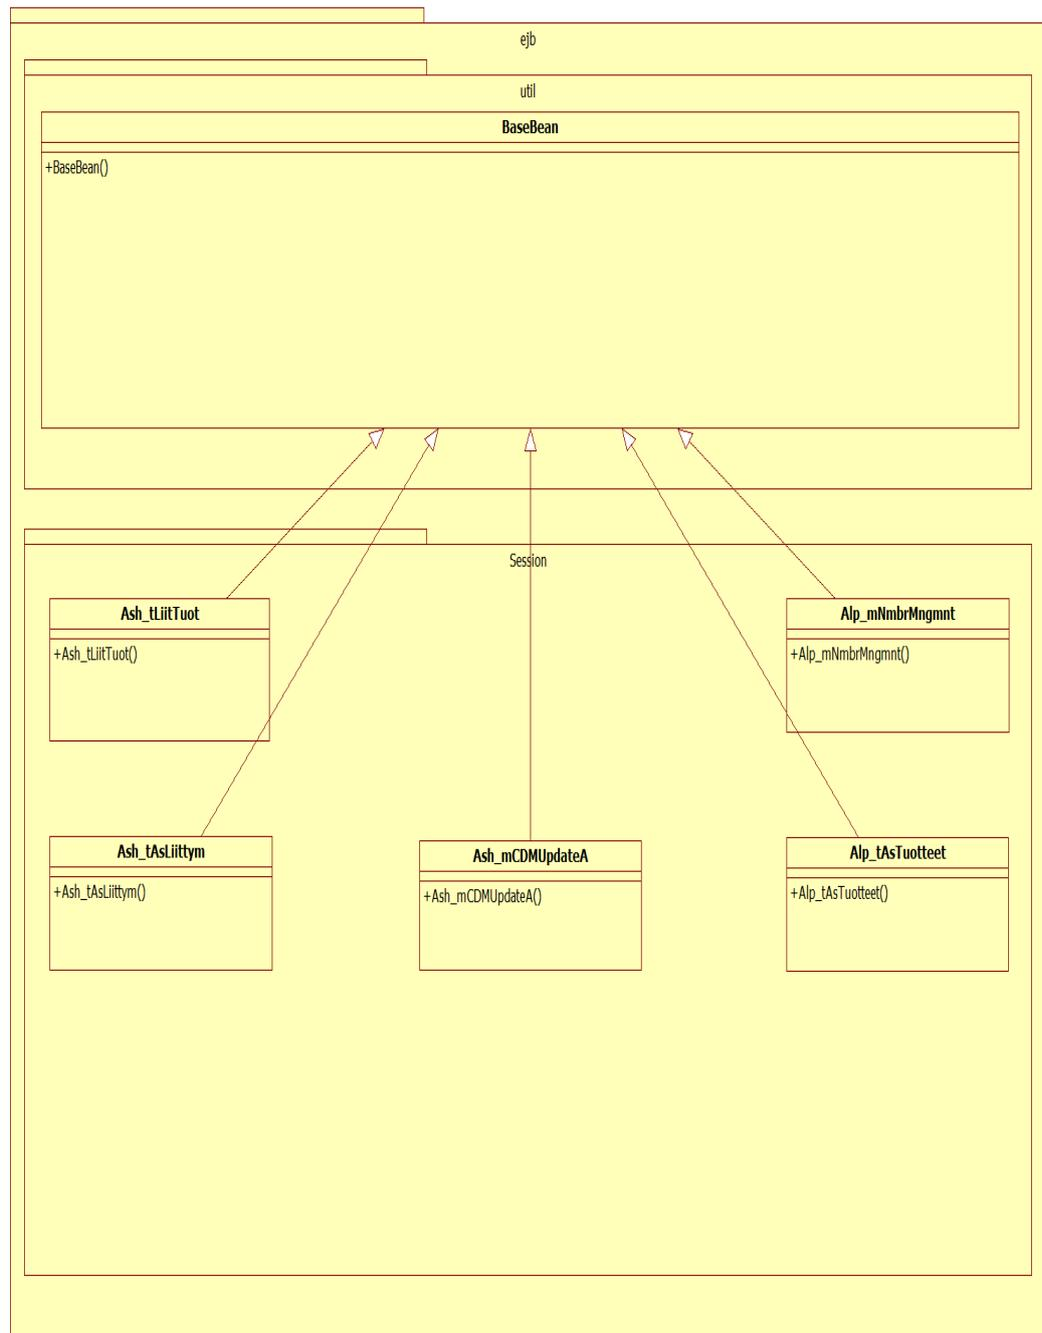 ejb
util
BaseBean
+BaseBean()
Session
Ash_tLiitTuot
+Ash_tLiitTuot()
Alp_mNmbrMngmnt
+Alp_mNmbrMngmnt()
Ash_tAsLiittym
+Ash_tAsLiittym()
Ash_mCDMUpdateA
+Ash_mCDMUpdateA()
Alp_tAsTuotteet
+Alp_tAsTuotteet()